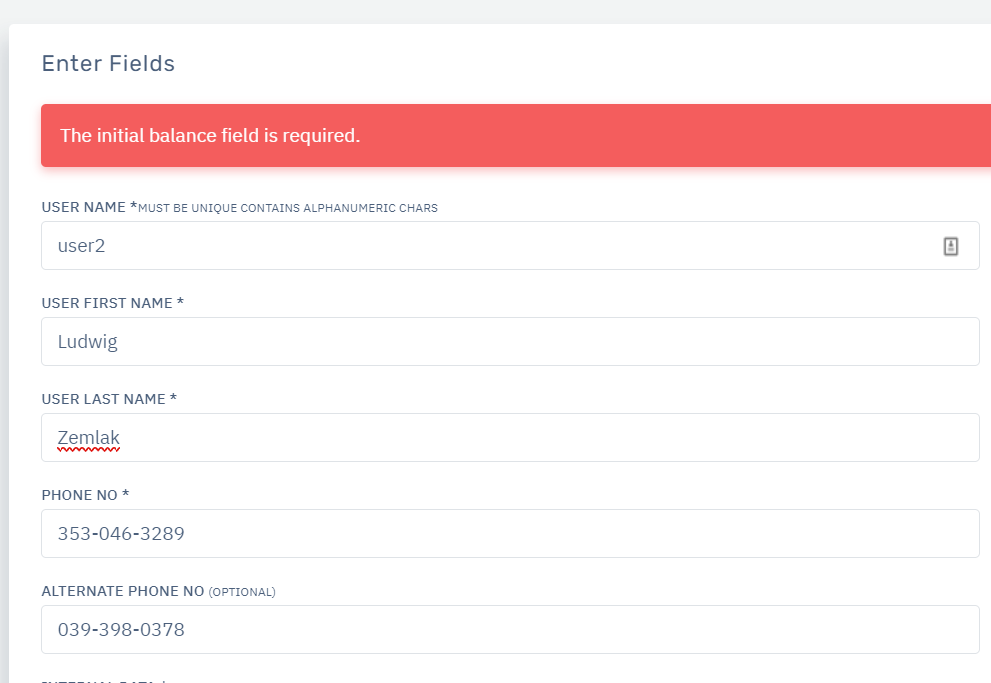 Enter Fields
The initial balance field is required.
USER NAME *MUST BE UNIQUE CONTAINS ALPHANUMERIC CHARS
user2
USER FIRST NAME *
Ludwig
USER LAST NAME *
Zemlak
PHONE NO *
353-046-3289
ALTERNATE PHONE NO (OPTIONAL)
039-398-0378